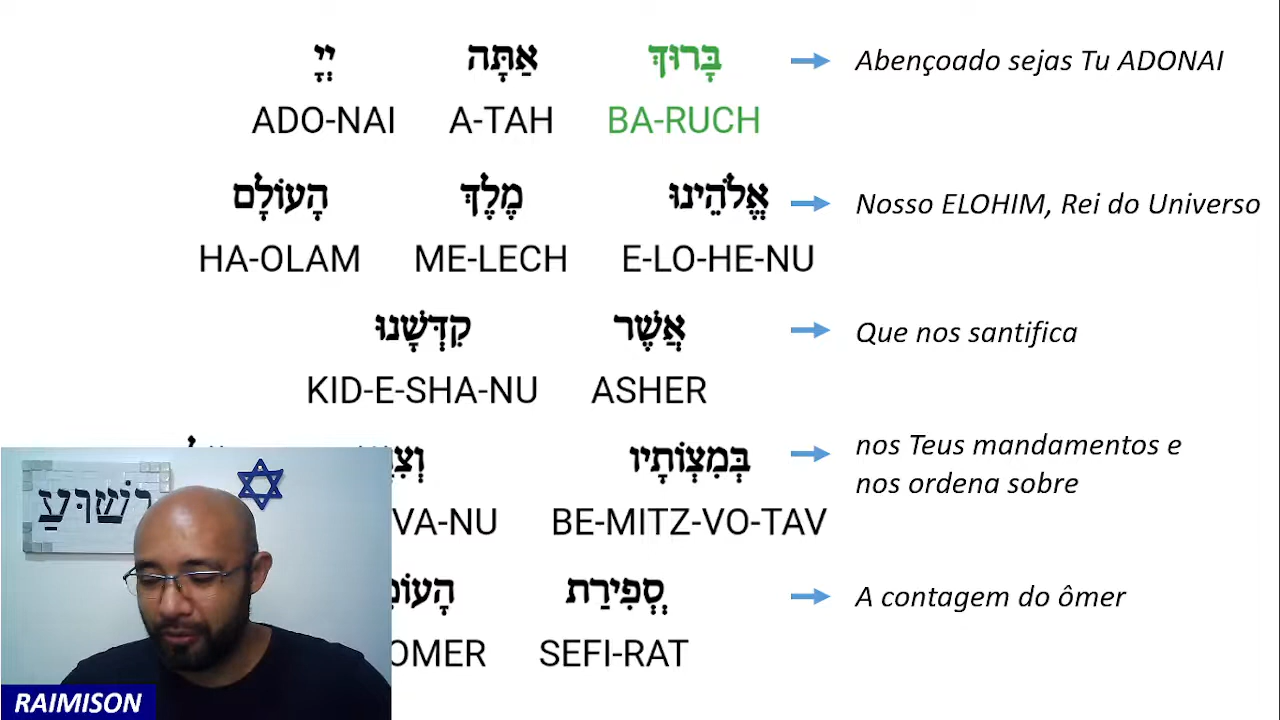 בָּרוּךְ אַתָּה יְיָ
BA-RUCH A-TAH ADO-NAI
Abençoado sejas Tu ADONAI
אֱלֹהֵינוּ מֶלֶךְ הָעוֹלָם
E-LO-HE-NU ME-LECH HA-OLAM
Nosso ELOHIM, Rei do Universo
אֲשֶׁר קִדְּשָׁנוּ
ASHER KID-E-SHA-NU
Que nos santifica
בְּמִצְוֹתָיו
BE-MITZ-VO-TAV VA-NU
nos Teus mandamentos e
nos ordena sobre
סְפִירַת
SEFI-RAT OMER
A contagem do ômer
RAIMISON